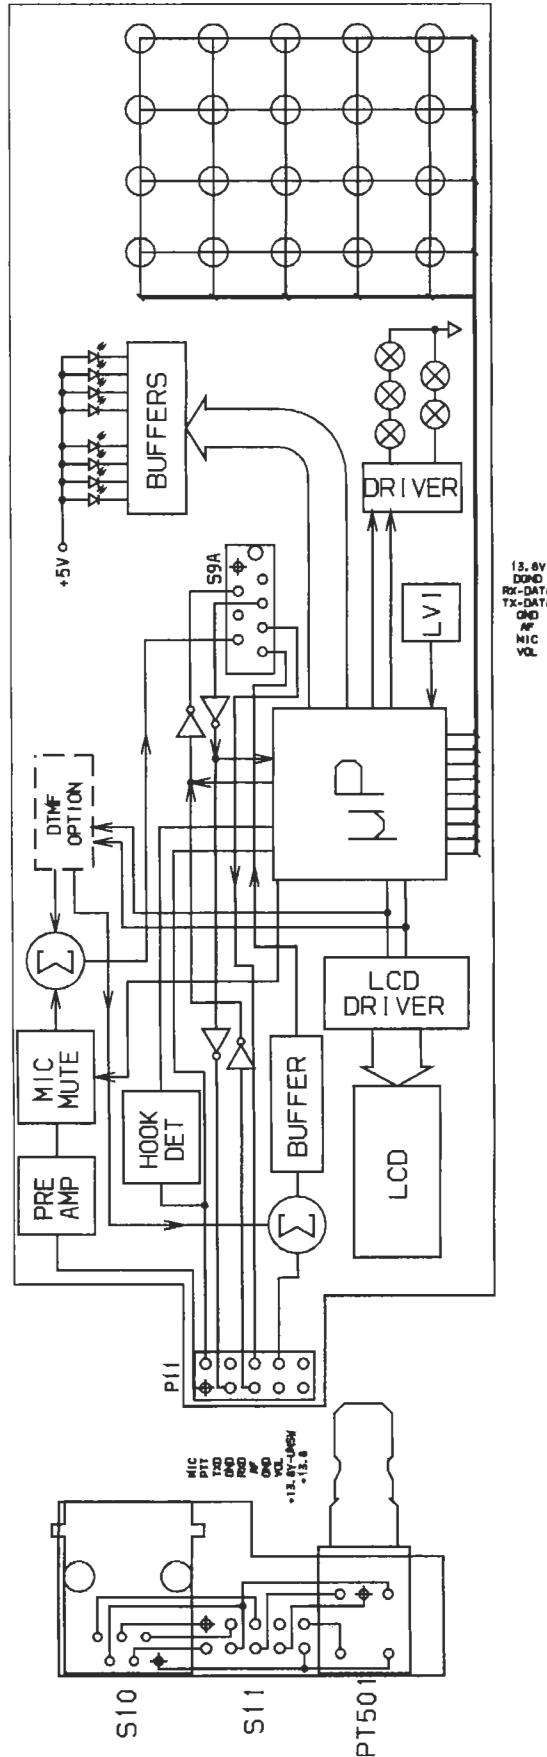 +5V
BUFFERS
DRIVER
S9A
LVI
13.8V
DGND
RX-DATA
TX-DATA
GND
AF
MIC
VOL
DTMF
OPTION
μP
Σ
MIC
MUTE
PRE
AMP
HOOK
DET
BUFFER
Σ
LCD
DRIVER
LCD
P11
MIC
PTT
TXD
GND
RXD
AF
GND
VOL
+13.8V-UNSW
+13.8
S10
S11
PT501